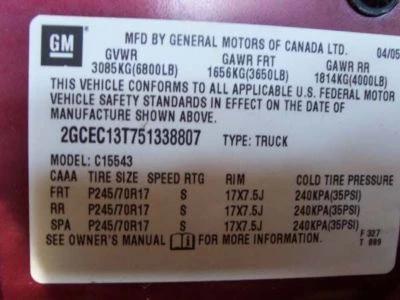 GM
MFD BY GENERAL MOTORS OF CANADA LTD. 04/05
GVWR GAWR FRT GAWR RR
3085KG(6800LB) 1656KG(3650LB) 1814KG(4000LB)
THIS VEHICLE CONFORMS TO ALL APPLICABLE U.S. FEDERAL MOTOR
VEHICLE SAFETY STANDARDS IN EFFECT ON THE DATE OF
MANUFACTURE SHOWN ABOVE.
2GCEC13T751338807 TYPE: TRUCK
MODEL: C15543
CAAA TIRE SIZE SPEED RTG RIM COLD TIRE PRESSURE
FRT P245/70R17 S 17X7.5J 240KPA(35PSI)
RR P245/70R17 S 17X7.5J 240KPA(35PSI)
SPA P245/70R17 S 17X7.5J 240KPA(35PSI)
SEE OWNER'S MANUAL FOR MORE INFORMATION. F 327
T 889